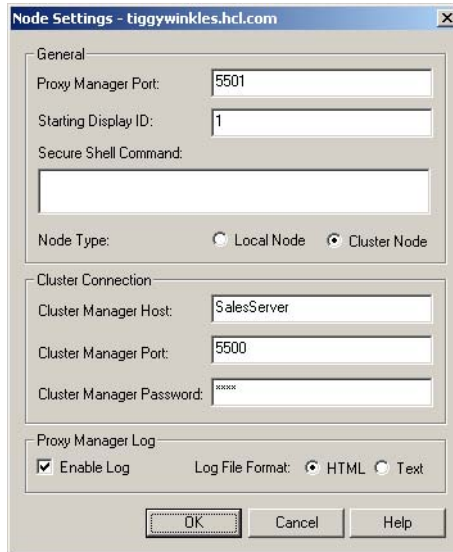 Node Settings - tiggywinkles.hcl.com
General
Proxy Manager Port: 5501
Starting Display ID: 1
Secure Shell Command:
Node Type: Local Node Cluster Node
Cluster Connection
Cluster Manager Host: SalesServer
Cluster Manager Port: 5500
Cluster Manager Password: ****
Proxy Manager Log
Enable Log Log File Format: HTML Text
OK Cancel Help